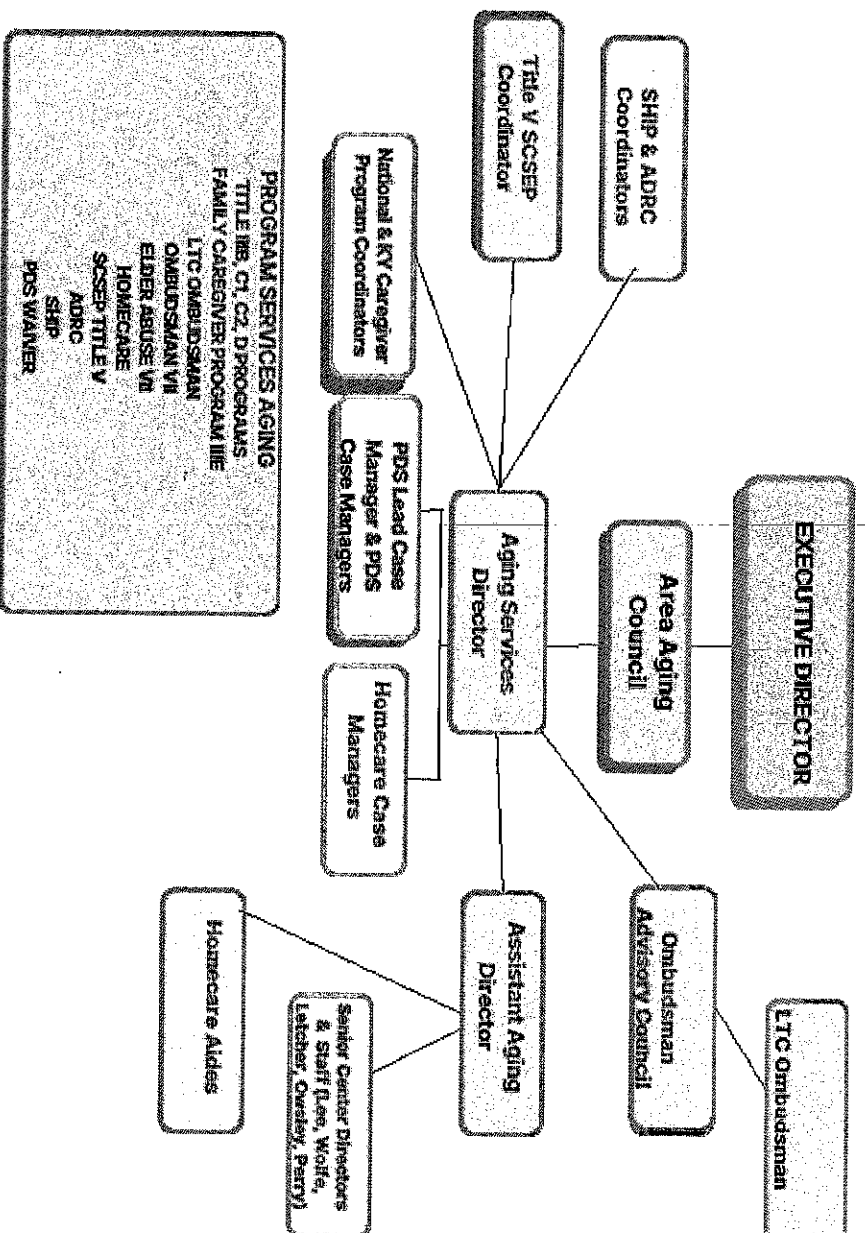 EXECUTIVE DIRECTOR
Area Aging
Council
Aging Services
Director
SHIP & ADRC
Coordinators
Title V SCSEP
Coordinator
National & KY Caregiver
Program Coordinators
PDS Lead Case
Manager & PDS
Case Managers
Homecare Case
Managers
LTC Ombudsman
Ombudsman
Advisory Council
Assistant Aging
Director
Senior Center Directors
& Staff (Lee, Wolfe,
Letcher, Owsley, Perry)
Homecare Aides
PROGRAM SERVICES AGING
TITLE IIIB, C1, C2, D PROGRAMS
FAMILY CAREGIVER PROGRAM IIIE
LTC OMBUDSMAN
OMBUDSMAN VII
ELDER ABUSE VII
HOMECARE
SCSEP TITLE V
ADRC
SHIP
PDS WAIVER